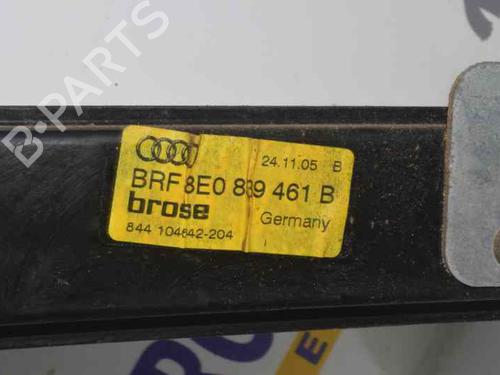 B-PARTS
24.11.05 B
BRF 8E0 839 461 B
brose
Germany
844 104642-204